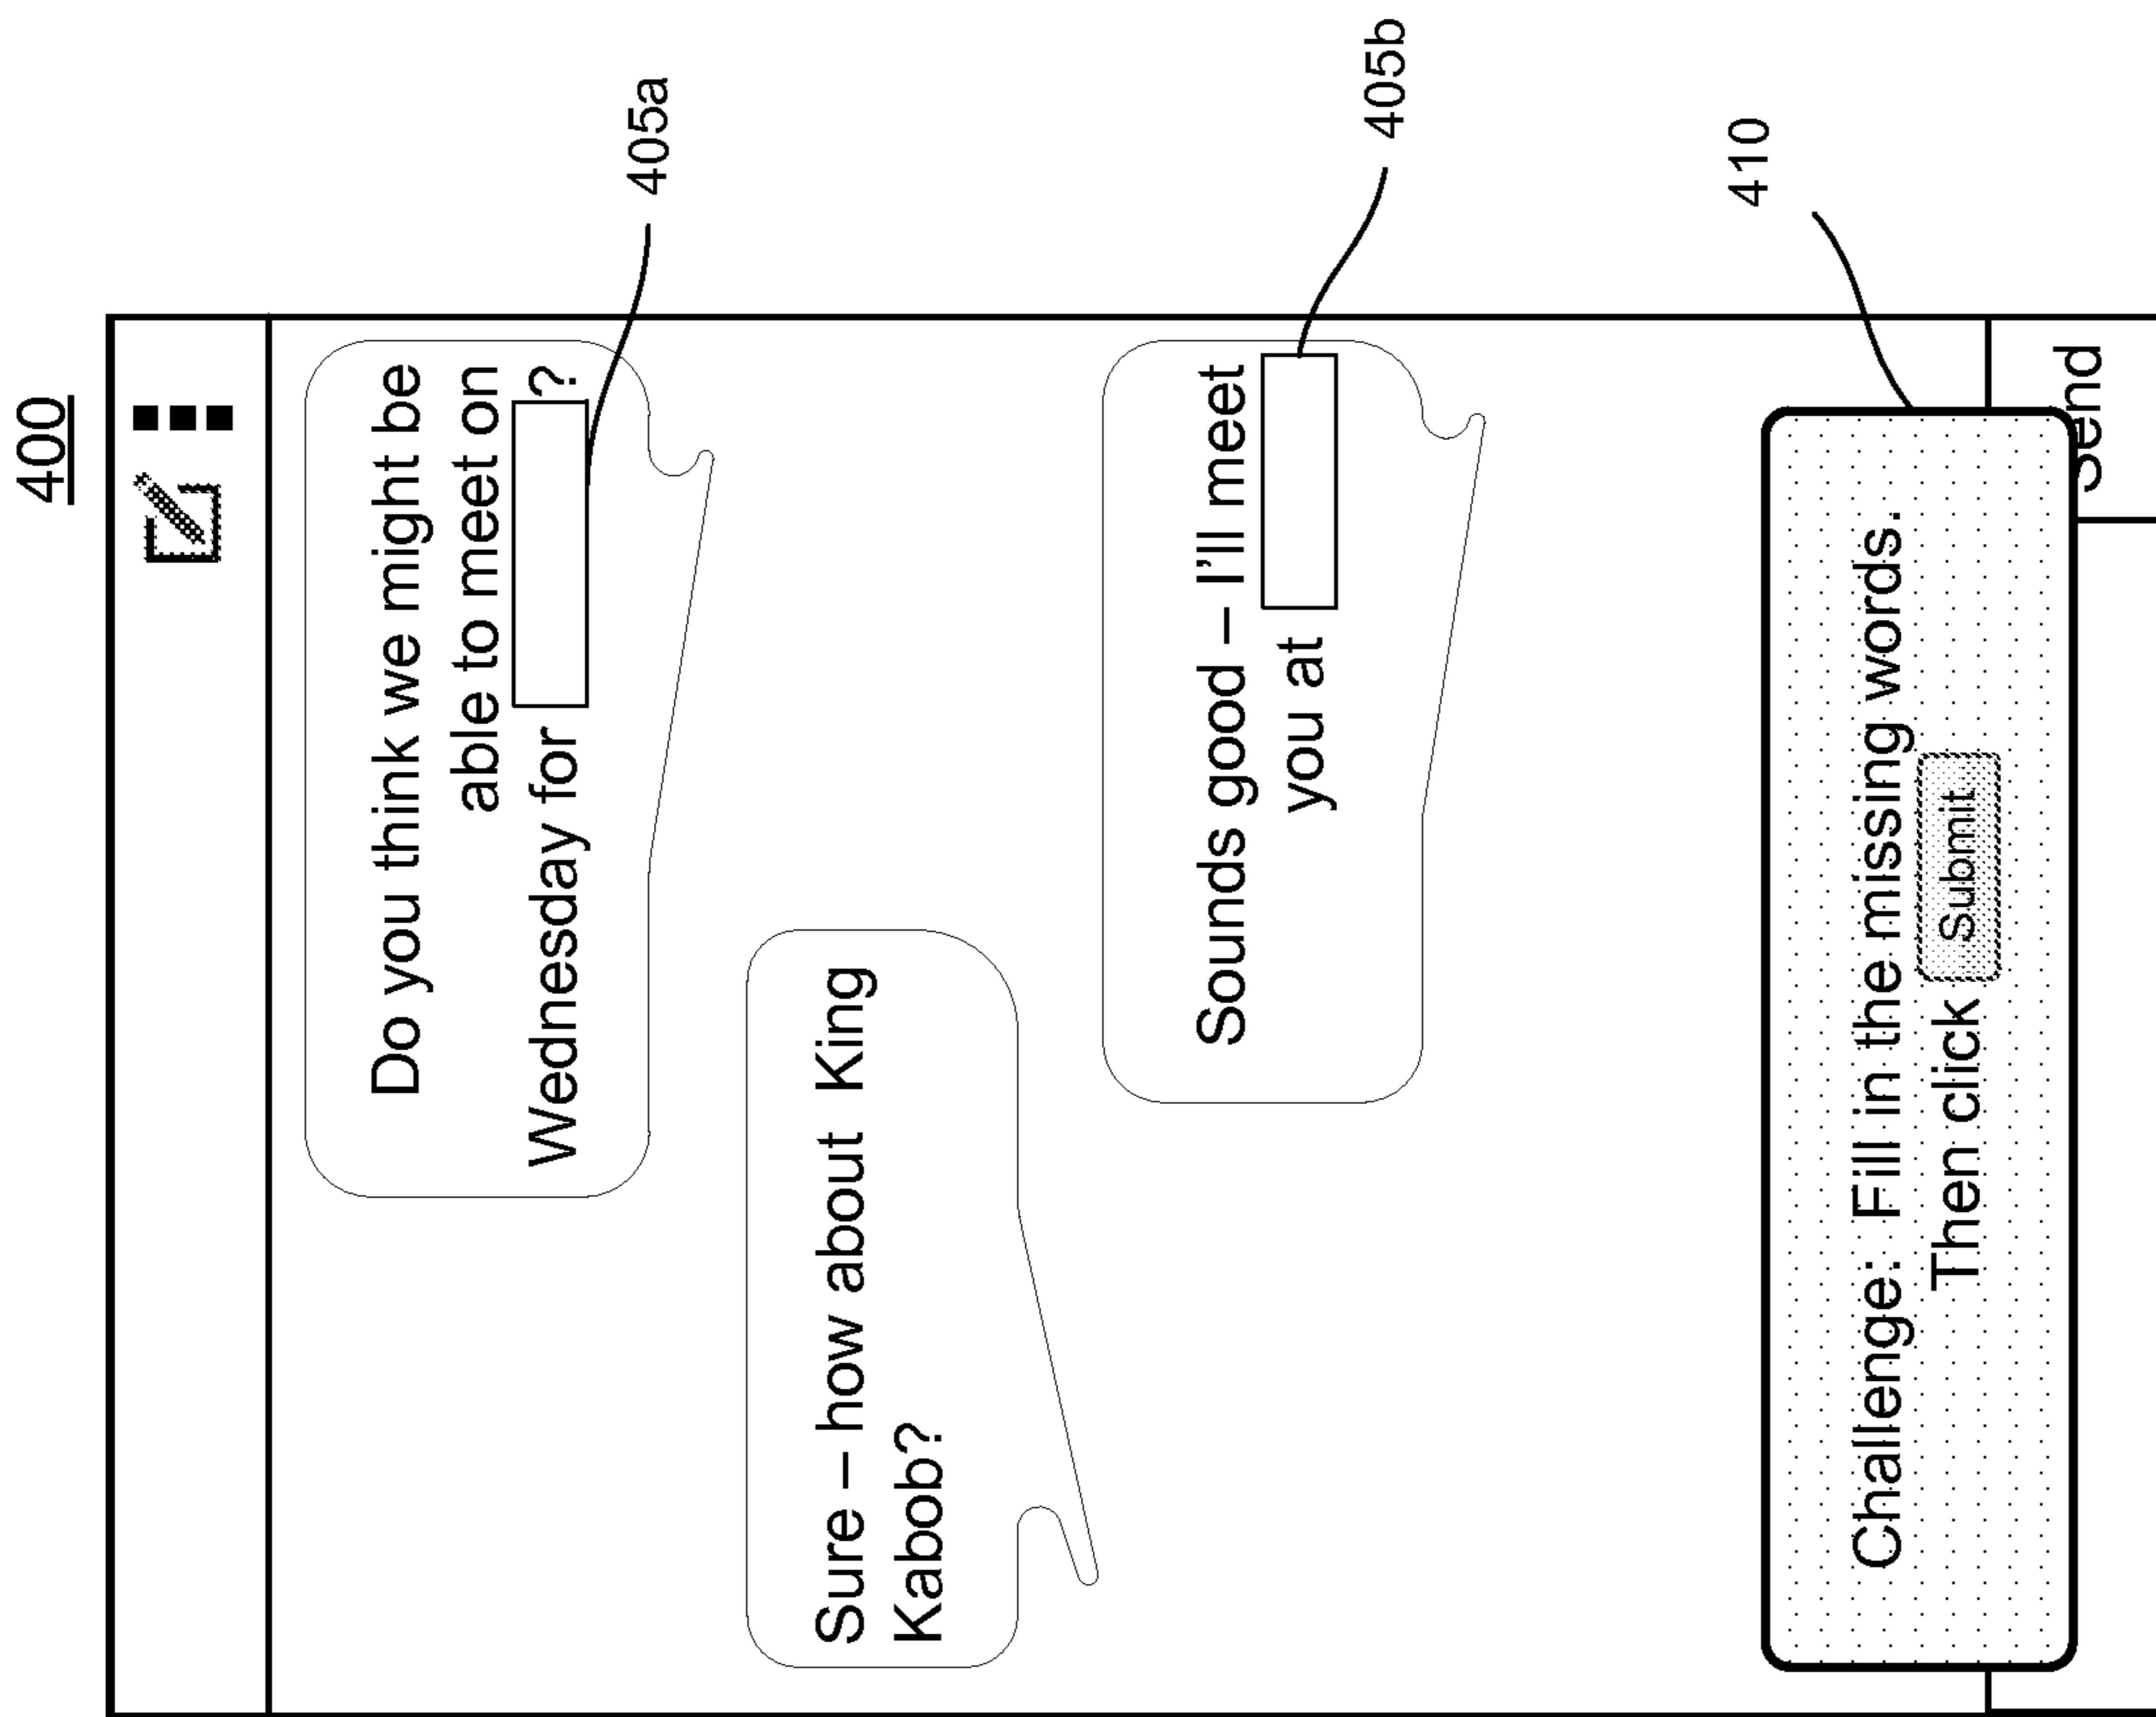 400
Do you think we might be
able to meet on
Wednesday for ?
405a
Sure – how about King
Kabob?
Sounds good – I'll meet
you at
405b
410
Challenge: Fill in the missing words.
Then click Submit
Send